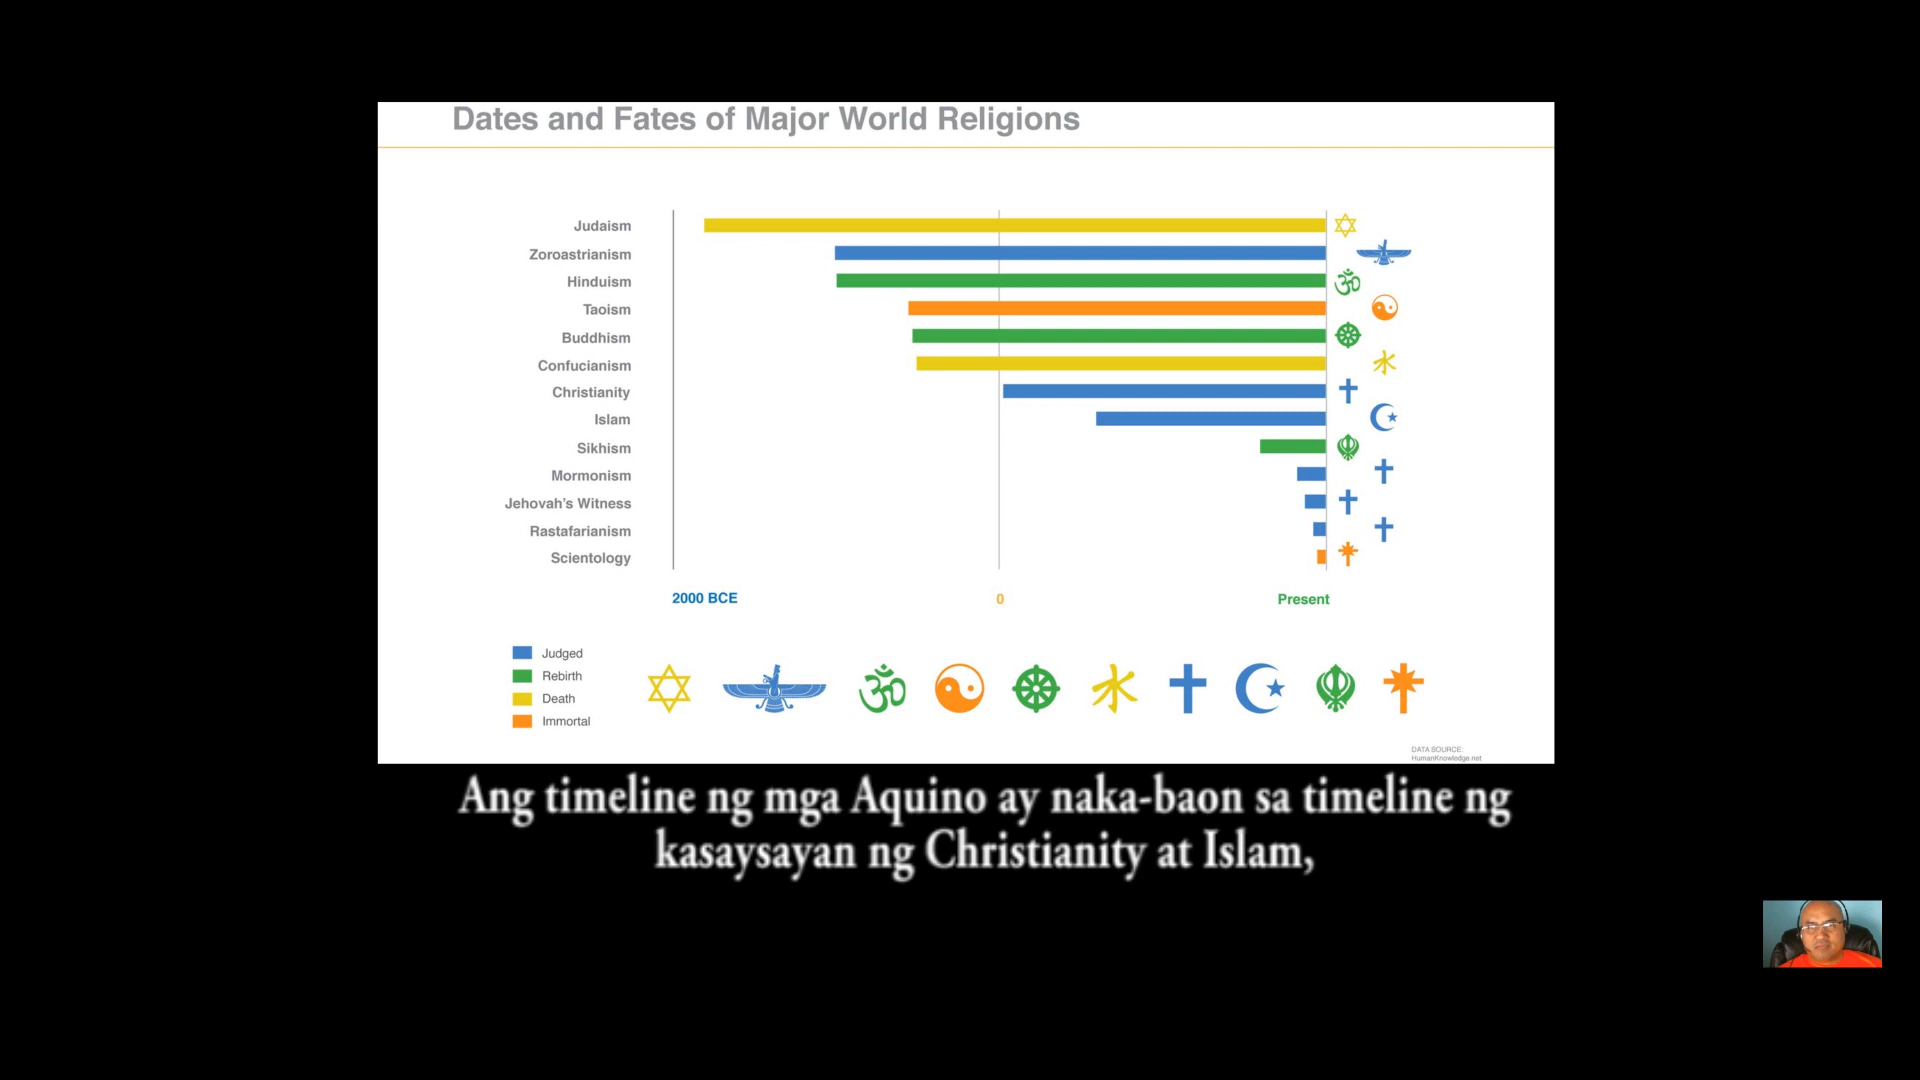 Dates and Fates of Major World Religions
Judaism
Zoroastrianism
Hinduism
Taoism
Buddhism
Confucianism
Christianity
Islam
Sikhism
Mormonism
Jehovah's Witness
Rastafarianism
Scientology
2000 BCE 0 Present
Judged
Rebirth
Death
Immortal
DATA SOURCE:
HumanKnowledge.net
Ang timeline ng mga Aquino ay naka-baon sa timeline ng
kasaysayan ng Christianity at Islam,